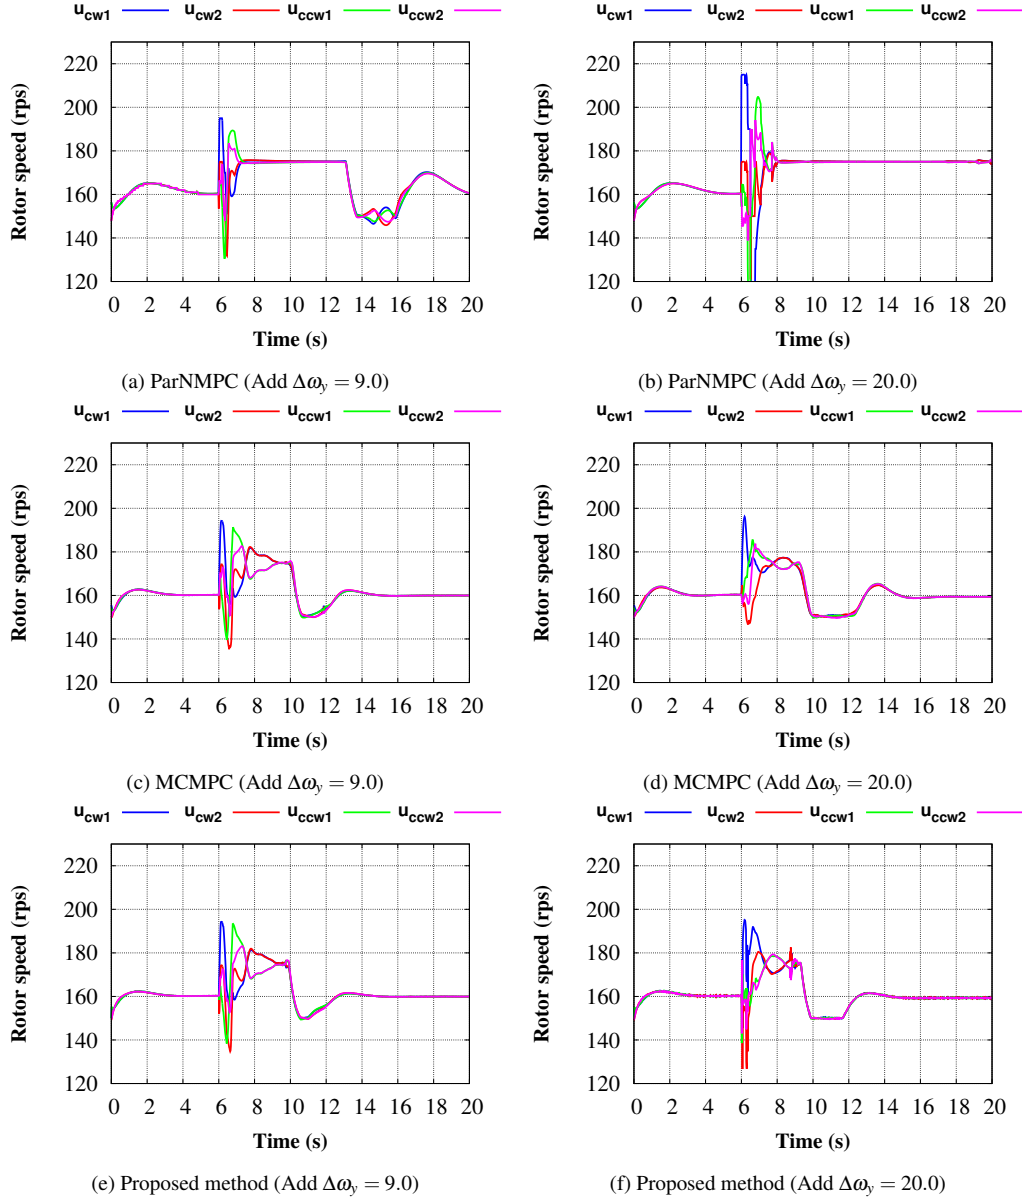 u_cw1 u_cw2 u_ccw1 u_ccw2
u_cw1 u_cw2 u_ccw1 u_ccw2
Rotor speed (rps)
220
200
180
160
140
120
0 2 4 6 8 10 12 14 16 18 20
Time (s)
(a) ParNMPC (Add Δω_y = 9.0)
Rotor speed (rps)
220
200
180
160
140
120
0 2 4 6 8 10 12 14 16 18 20
Time (s)
(b) ParNMPC (Add Δω_y = 20.0)
u_cw1 u_cw2 u_ccw1 u_ccw2
Rotor speed (rps)
220
200
180
160
140
120
0 2 4 6 8 10 12 14 16 18 20
Time (s)
(c) MCMPC (Add Δω_y = 9.0)
u_cw1 u_cw2 u_ccw1 u_ccw2
Rotor speed (rps)
220
200
180
160
140
120
0 2 4 6 8 10 12 14 16 18 20
Time (s)
(d) MCMPC (Add Δω_y = 20.0)
u_cw1 u_cw2 u_ccw1 u_ccw2
Rotor speed (rps)
220
200
180
160
140
120
0 2 4 6 8 10 12 14 16 18 20
Time (s)
(e) Proposed method (Add Δω_y = 9.0)
u_cw1 u_cw2 u_ccw1 u_ccw2
Rotor speed (rps)
220
200
180
160
140
120
0 2 4 6 8 10 12 14 16 18 20
Time (s)
(f) Proposed method (Add Δω_y = 20.0)